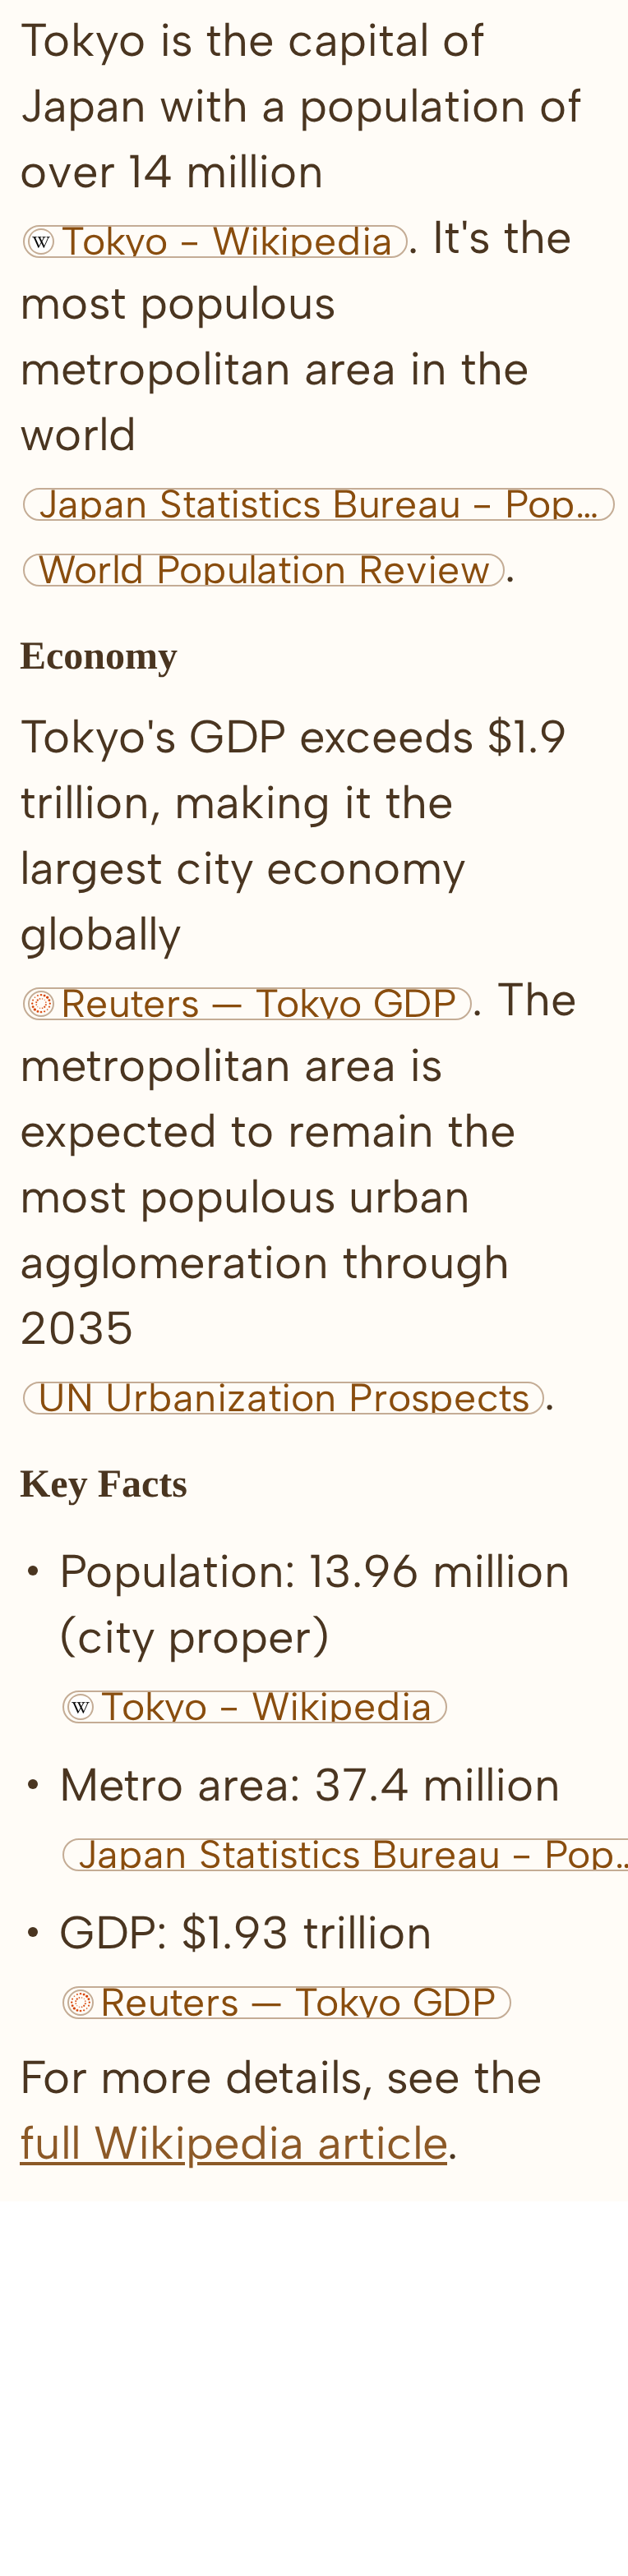 Tokyo is the capital of
Japan with a population of
over 14 million
W Tokyo – Wikipedia. It's the
most populous
metropolitan area in the
world
Japan Statistics Bureau – Pop...
World Population Review.
Economy
Tokyo's GDP exceeds $1.9
trillion, making it the
largest city economy
globally
Reuters — Tokyo GDP. The
metropolitan area is
expected to remain the
most populous urban
agglomeration through
2035
UN Urbanization Prospects.
Key Facts
• Population: 13.96 million
(city proper)
W Tokyo – Wikipedia
• Metro area: 37.4 million
Japan Statistics Bureau – Pop..
• GDP: $1.93 trillion
Reuters — Tokyo GDP
For more details, see the
full Wikipedia article.